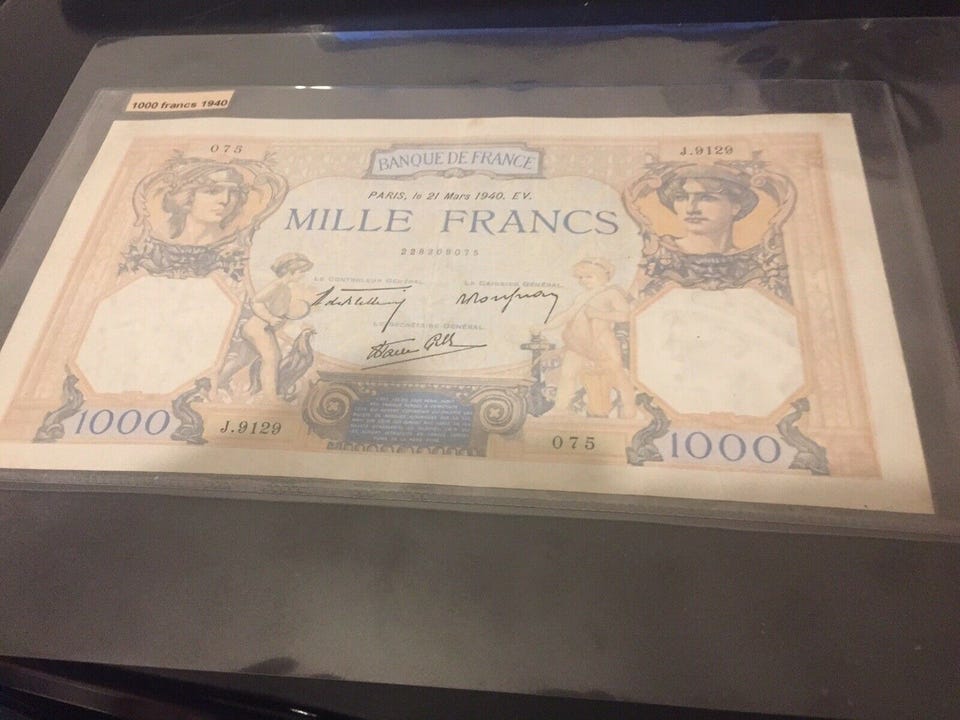 1000 francs 1940
075
J.9129
BANQUE DE FRANCE
PARIS, le 21 Mars 1940. EV.
MILLE FRANCS
228209075
LE CONTRÔLEUR GÉNÉRAL
LE CAISSIER GÉNÉRAL
LE SECRÉTAIRE GÉNÉRAL
1000
J.9129
075
1000